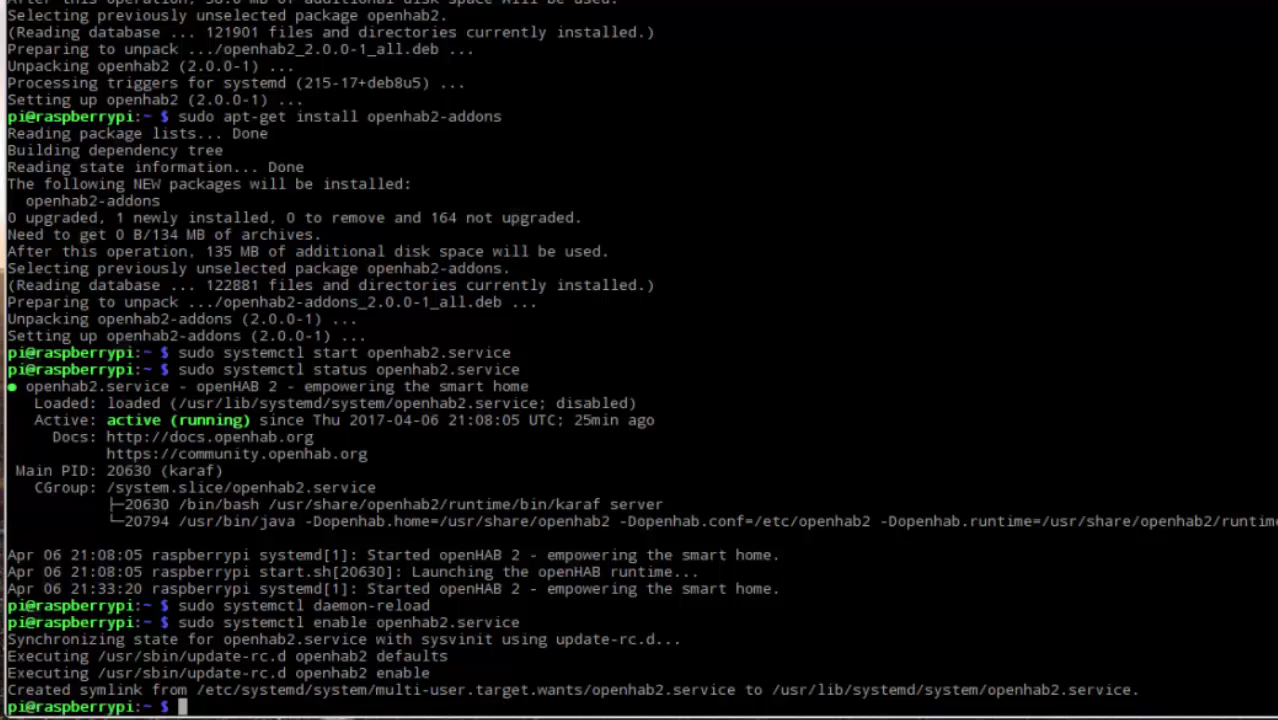 After this operation, 58.0 MB of additional disk space will be used.
Selecting previously unselected package openhab2.
(Reading database ... 121901 files and directories currently installed.)
Preparing to unpack .../openhab2_2.0.0-1_all.deb ...
Unpacking openhab2 (2.0.0-1) ...
Processing triggers for systemd (215-17+deb8u5) ...
Setting up openhab2 (2.0.0-1) ...
pi@raspberrypi:~ $ sudo apt-get install openhab2-addons
Reading package lists... Done
Building dependency tree
Reading state information... Done
The following NEW packages will be installed:
openhab2-addons
0 upgraded, 1 newly installed, 0 to remove and 164 not upgraded.
Need to get 0 B/134 MB of archives.
After this operation, 135 MB of additional disk space will be used.
Selecting previously unselected package openhab2-addons.
(Reading database ... 122881 files and directories currently installed.)
Preparing to unpack .../openhab2-addons_2.0.0-1_all.deb ...
Unpacking openhab2-addons (2.0.0-1) ...
Setting up openhab2-addons (2.0.0-1) ...
pi@raspberrypi:~ $ sudo systemctl start openhab2.service
pi@raspberrypi:~ $ sudo systemctl status openhab2.service
● openhab2.service - openHAB 2 - empowering the smart home
Loaded: loaded (/usr/lib/systemd/system/openhab2.service; disabled)
Active: active (running) since Thu 2017-04-06 21:08:05 UTC; 25min ago
Docs: http://docs.openhab.org
https://community.openhab.org
Main PID: 20630 (karaf)
CGroup: /system.slice/openhab2.service
├─20630 /bin/bash /usr/share/openhab2/runtime/bin/karaf server
└─20794 /usr/bin/java -Dopenhab.home=/usr/share/openhab2 -Dopenhab.conf=/etc/openhab2 -Dopenhab.runtime=/usr/share/openhab2/runtime
Apr 06 21:08:05 raspberrypi systemd[1]: Started openHAB 2 - empowering the smart home.
Apr 06 21:08:05 raspberrypi start.sh[20630]: Launching the openHAB runtime...
Apr 06 21:33:20 raspberrypi systemd[1]: Started openHAB 2 - empowering the smart home.
pi@raspberrypi:~ $ sudo systemctl daemon-reload
pi@raspberrypi:~ $ sudo systemctl enable openhab2.service
Synchronizing state for openhab2.service with sysvinit using update-rc.d...
Executing /usr/sbin/update-rc.d openhab2 defaults
Executing /usr/sbin/update-rc.d openhab2 enable
Created symlink from /etc/systemd/system/multi-user.target.wants/openhab2.service to /usr/lib/systemd/system/openhab2.service.
pi@raspberrypi:~ $